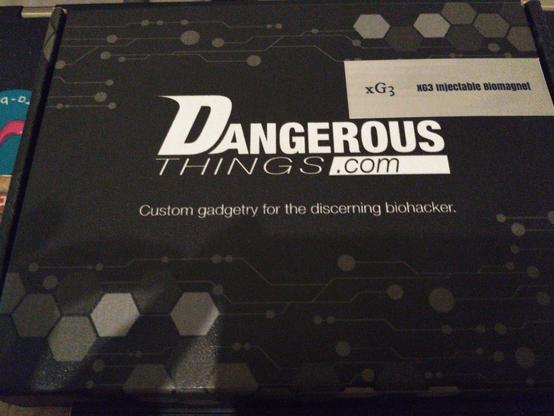 xG3 XG3 Injectable Biomagnet
DANGEROUS
THINGS.com
Custom gadgetry for the discerning biohacker.